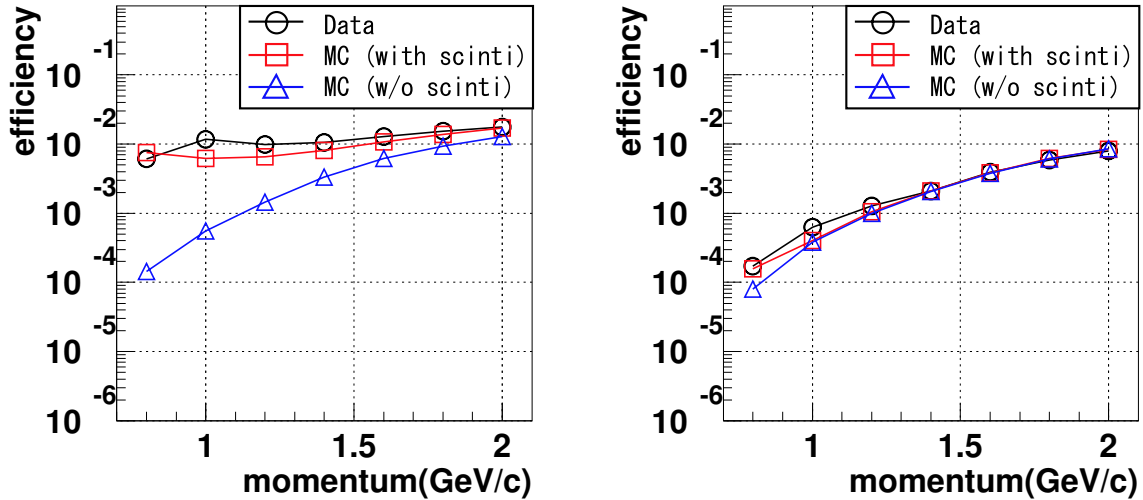 efficiency
Data
MC (with scinti)
MC (w/o scinti)
10-1
10-2
10-3
10-4
10-5
10-6
1
1.5
2
momentum(GeV/c)
efficiency
Data
MC (with scinti)
MC (w/o scinti)
10-1
10-2
10-3
10-4
10-5
10-6
1
1.5
2
momentum(GeV/c)